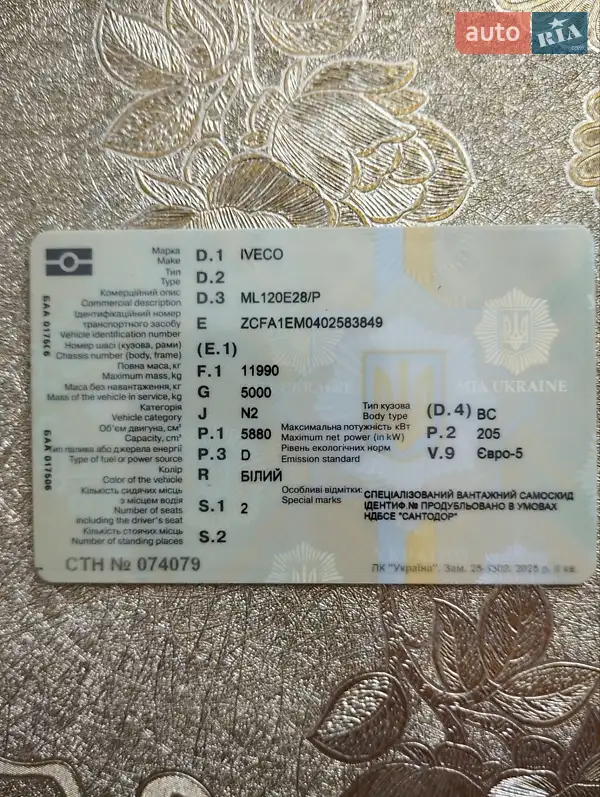 auto RIA .com
Марка D.1 IVECO
Make
Тип D.2
Type
Комерційний опис D.3 ML120E28/P
Commercial description
Ідентифікаційний номер
транспортного засобу E ZCFA1EM0402583849
Vehicle identification number
Номер шасі (кузова, рами) (E.1)
Chassis number (body, frame)
Повна маса, кг F.1 11990
Maximum mass, kg
Маса без навантаження, кг G 5000
Mass of the vehicle in service, kg
MIA UKRAINE
Категорія J N2 Тип кузова (D.4) ВС
Vehicle category Body type
Об'єм двигуна, см³ P.1 5880 Максимальна потужність кВт P.2 205
Capacity, cm³ Maximum net power (in kW)
Тип палива або джерела енергії P.3 D Рівень екологічних норм V.9 Євро-5
Type of fuel or power source Emission standard
Колір R БІЛИЙ
Color of the vehicle
Кількість сидячих місць Особливі відмітки: СПЕЦІАЛІЗОВАНИЙ ВАНТАЖНИЙ САМОСКИД
з місцем водія S.1 2 Special marks ІДЕНТИФ.№ ПРОДУБЛЬОВАНО В УМОВАХ
Number of seats НДБСЕ "САНТОДОР"
including the driver's seat
Кількість стоячих місць S.2
Number of standing places
СТН № 074079 ПК "Україна". Зам.